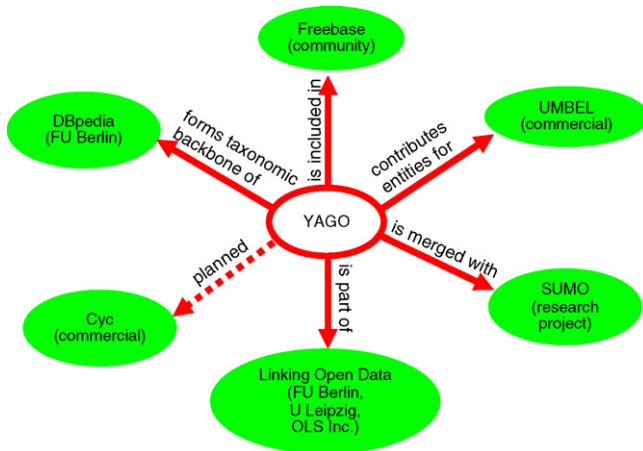 Freebase
(community)
DBpedia
(FU Berlin)
UMBEL
(commercial)
forms taxonomic
backbone of
is included in
contributes
entities for
YAGO
is merged with
planned
is part of
Cyc
(commercial)
SUMO
(research
project)
Linking Open Data
(FU Berlin,
U Leipzig,
OLS Inc.)